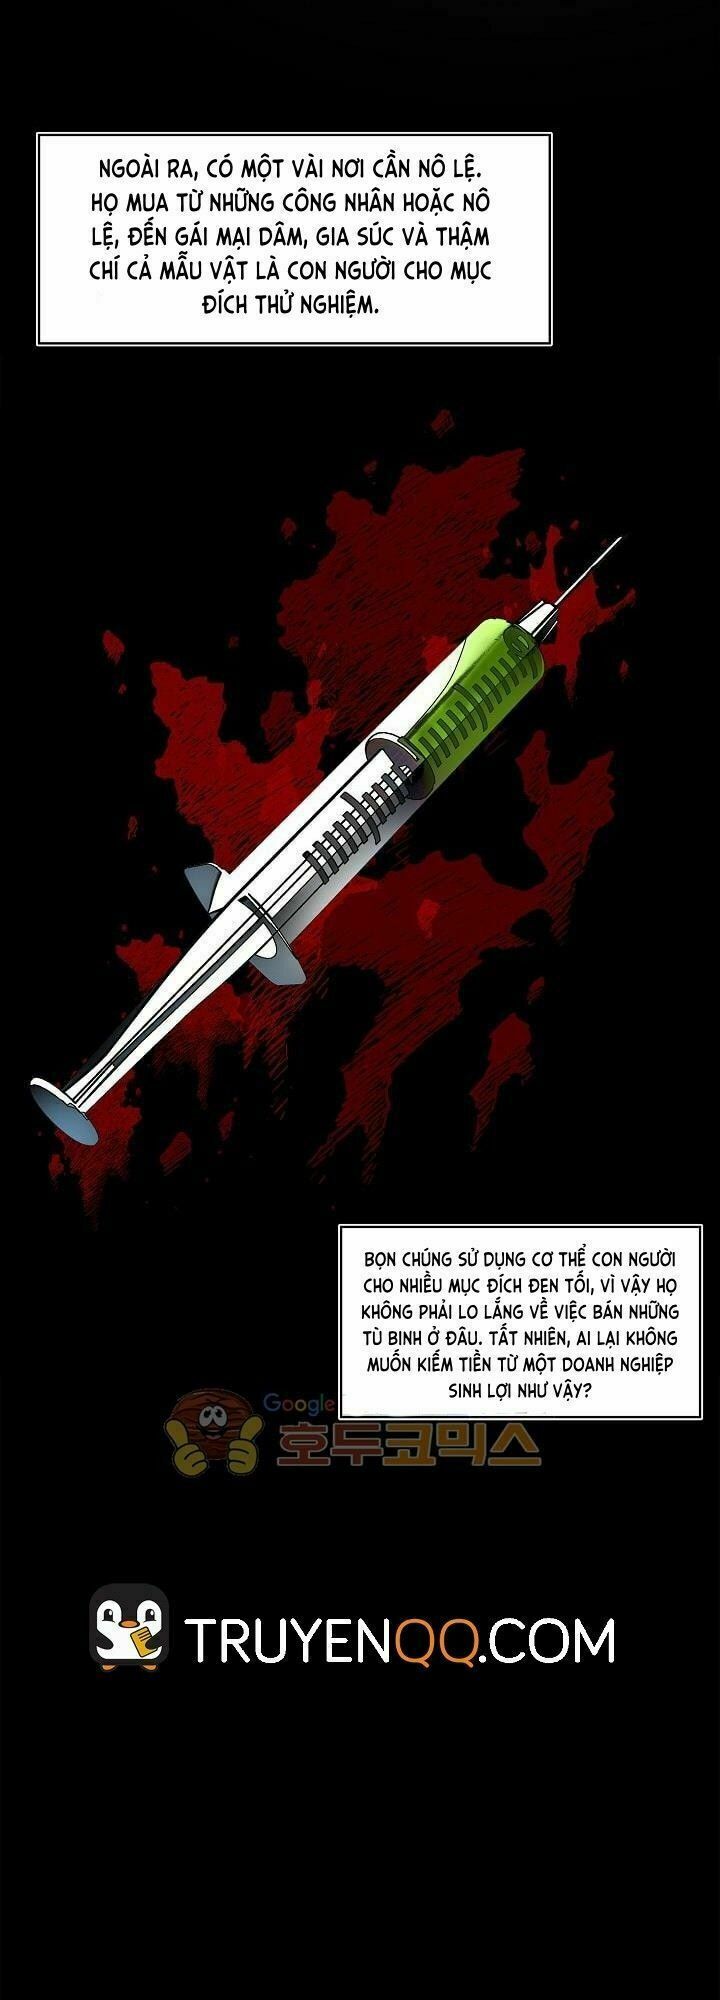 NGOÀI RA, CÓ MỘT VÀI NƠI CẦN NÔ LỆ.
HỌ MUA TỪ NHỮNG CÔNG NHÂN HOẶC NÔ
LỆ, ĐẾN GÁI MẠI DÂM, GIA SÚC VÀ THẬM
CHÍ CẢ MẪU VẬT LÀ CON NGƯỜI CHO MỤC
ĐÍCH THỬ NGHIỆM.
BỌN CHÚNG SỬ DỤNG CƠ THỂ CON NGƯỜI
CHO NHIỀU MỤC ĐÍCH ĐEN TỐI, VÌ VẬY HỌ
KHÔNG PHẢI LO LẮNG VỀ VIỆC BÁN NHỮNG
TÙ BINH Ở ĐÂU. TẤT NHIÊN, AI LẠI KHÔNG
MUỐN KIẾM TIỀN TỪ MỘT DOANH NGHIỆP
SINH LỢI NHƯ VẬY?
Google
호두코믹스
TRUYENQQ.COM